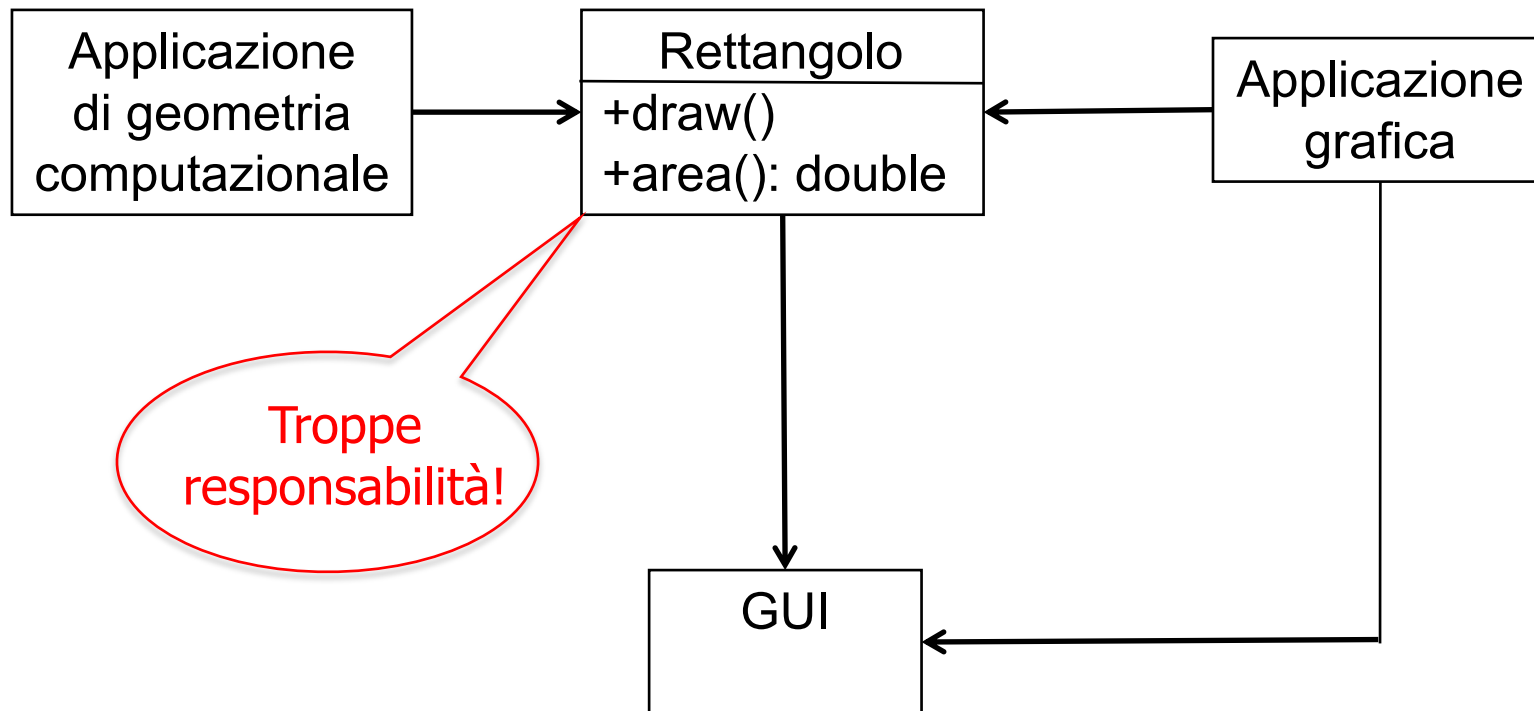 Applicazione
di geometria
computazionale
Rettangolo
+draw()
+area(): double
Applicazione
grafica
Troppe
responsabilità!
GUI